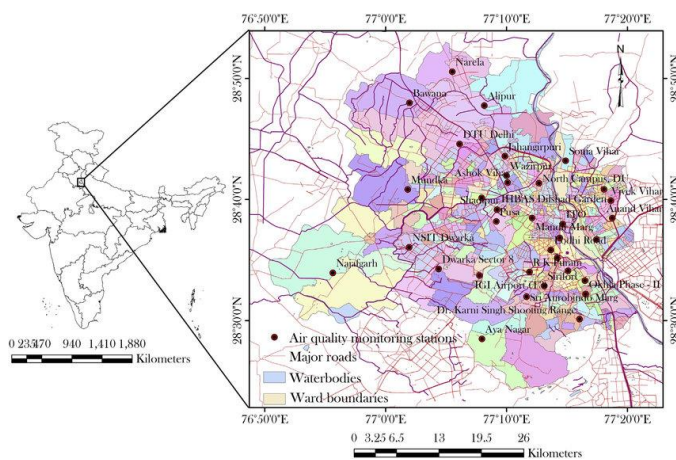 76°50'0"E 77°0'0"E 77°10'0"E 77°20'0"E
28°50'0"N
28°40'0"N
28°30'0"N
N
Narela
Bawana
Alipur
DTU Delhi
Jahangirpuri
Sonia Vihar
Wazirpur
Ashok Vihar
North Campus, DU
Mundka
Vivek Vihar
Shadipur
IHBAS Dilshad Garden
Pusa
ITO
Anand Vihar
Mandir Marg
NSIT Dwarka
Lodhi Road
Najafgarh
Dwarka Sector 8
R K Puram
Sirifort
IGI Airport (T3)
Okhla Phase - II
Sri Aurobindo Marg
Dr. Karni Singh Shooting Range
Aya Nagar
Air quality monitoring stations
Major roads
Waterbodies
Ward boundaries
28°50'0"N
28°40'0"N
28°30'0"N
76°50'0"E 77°0'0"E 77°10'0"E 77°20'0"E
0 235 470 940 1,410 1,880
Kilometers
0 3.25 6.5 13 19.5 26
Kilometers